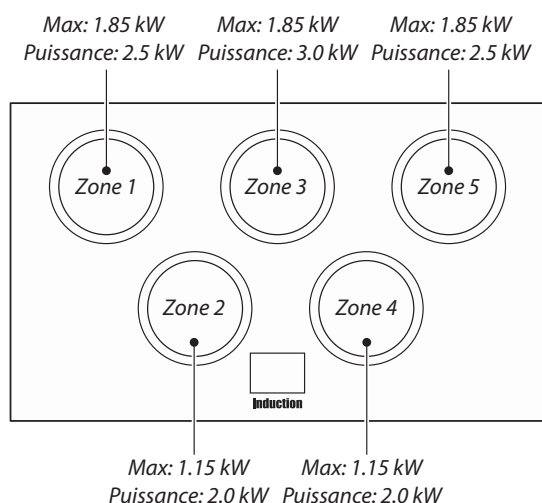 Max: 1.85 kW
Puissance: 2.5 kW
Max: 1.85 kW
Puissance: 3.0 kW
Max: 1.85 kW
Puissance: 2.5 kW
Zone 1
Zone 3
Zone 5
Zone 2
Zone 4
Induction
Max: 1.15 kW
Puissance: 2.0 kW
Max: 1.15 kW
Puissance: 2.0 kW